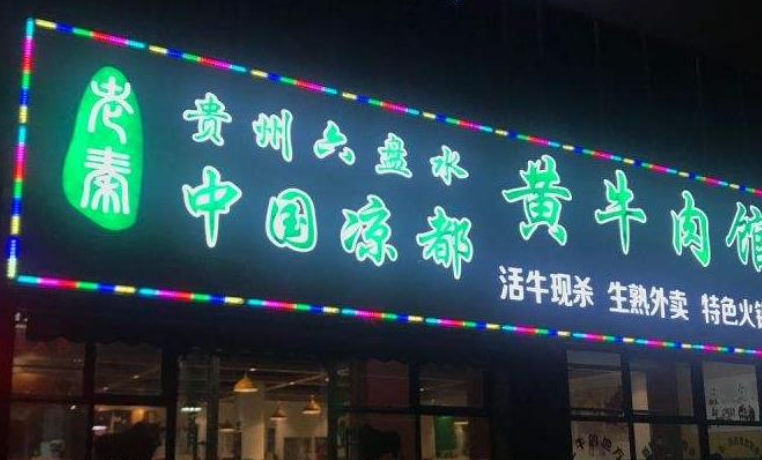 老秦
贵州六盘水
中国凉都
黄牛肉馆
活牛现杀 生熟外卖 特色火锅